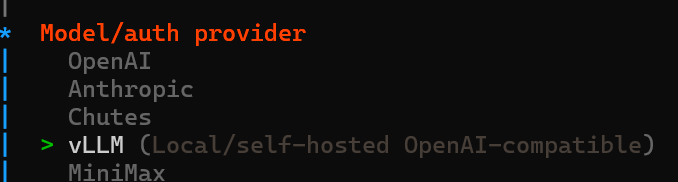 * Model/auth provider
OpenAI
Anthropic
Chutes
> vLLM (Local/self-hosted OpenAI-compatible)
MiniMax